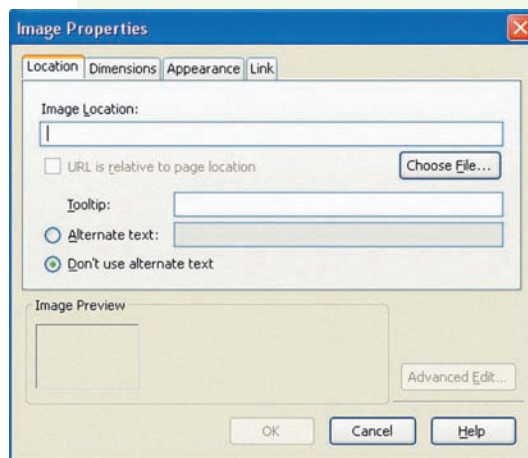 Image Properties
Location Dimensions Appearance Link
Image Location:
URL is relative to page location
Choose File...
Tooltip:
Alternate text:
Don't use alternate text
Image Preview
Advanced Edit...
OK Cancel Help